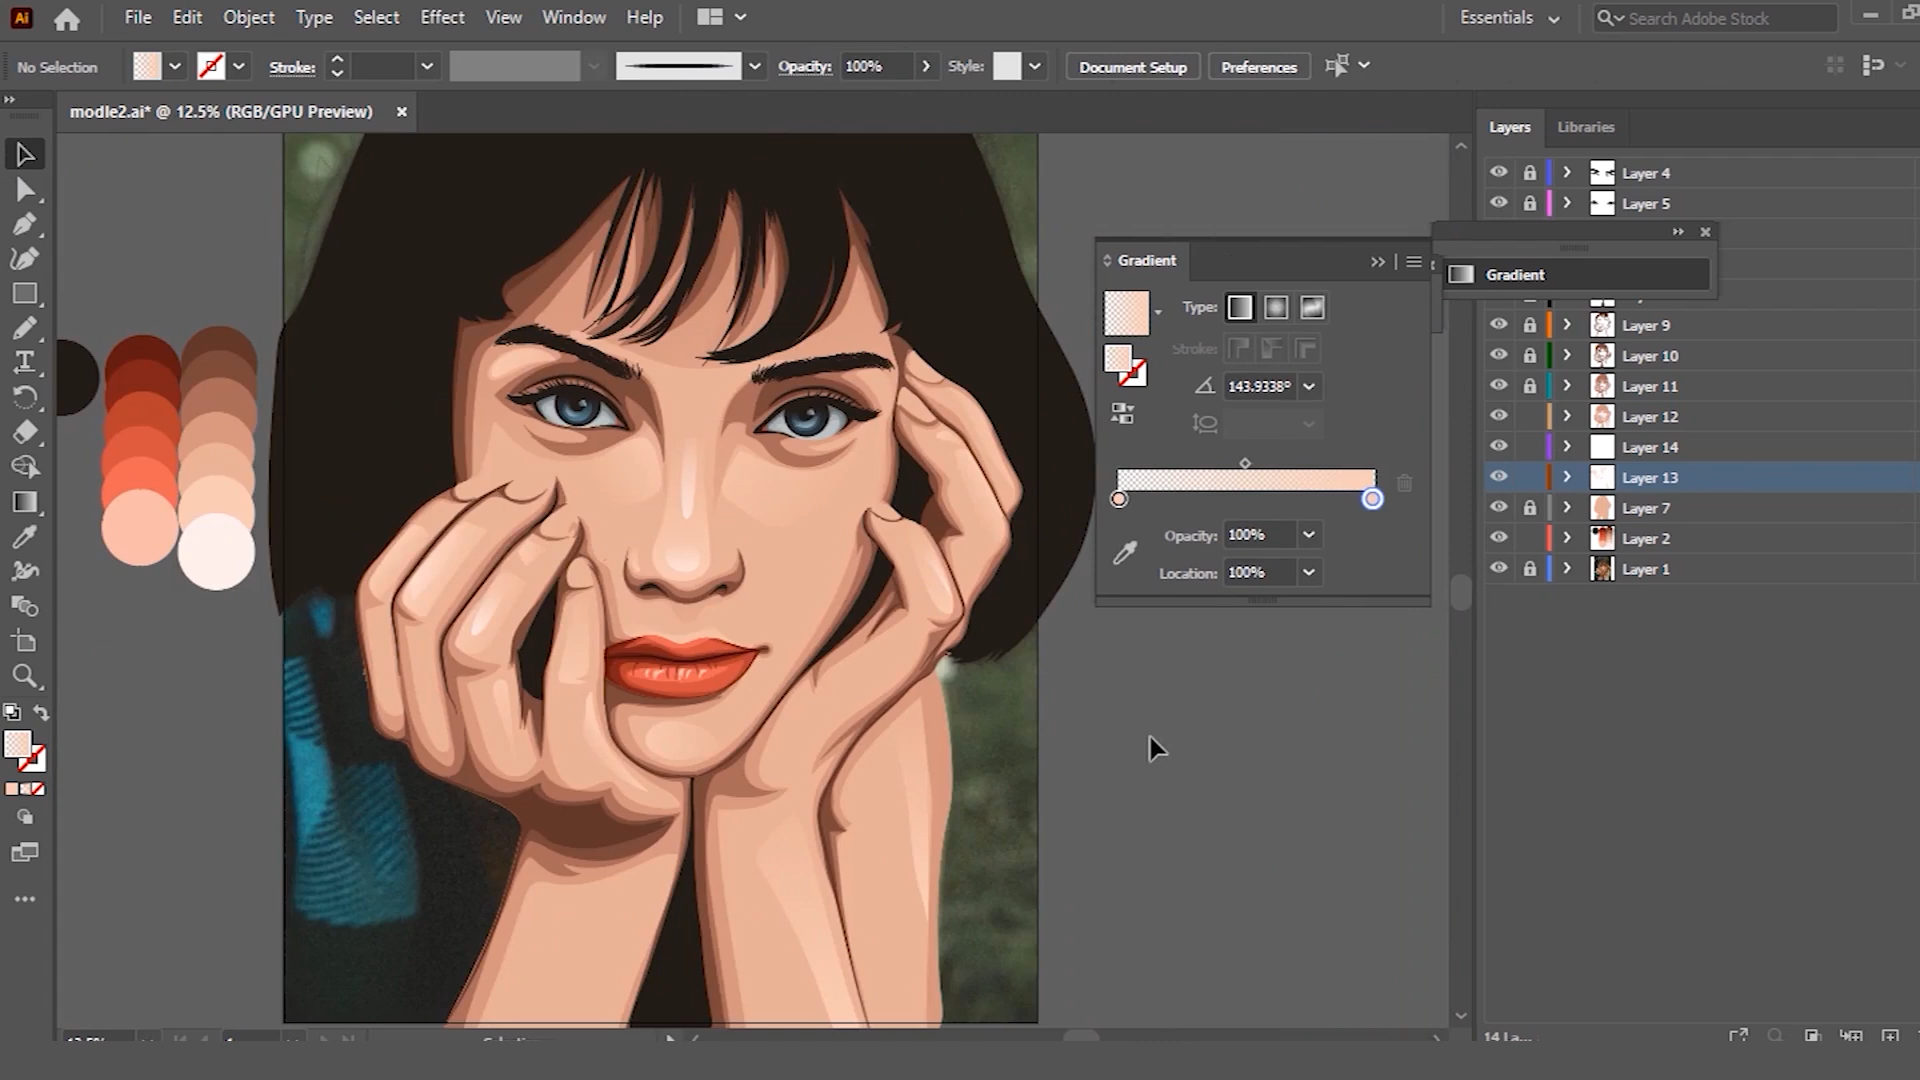 Ai File Edit Object Type Select Effect View Window Help Essentials Search Adobe Stock
No Selection Stroke: Opacity: 100% Style: Document Setup Preferences
modle2.ai* @ 12.5% (RGB/GPU Preview)
Layers Libraries
Layer 4
Layer 5
Gradient
Gradient
Type:
Stroke:
143.9338°
Opacity: 100%
Location: 100%
Layer 9
Layer 10
Layer 11
Layer 12
Layer 14
Layer 13
Layer 7
Layer 2
Layer 1